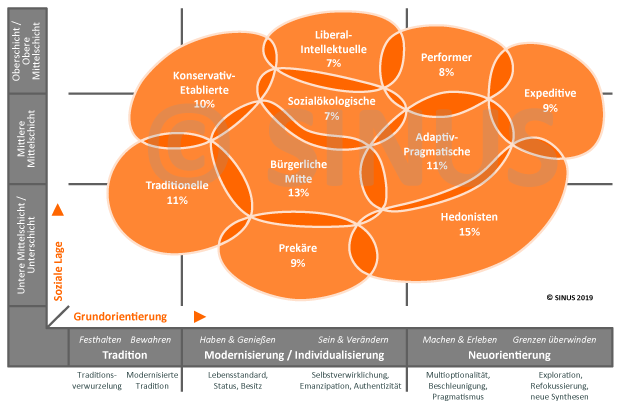 Oberschicht /
Obere
Mittelschicht
Mittlere
Mittelschicht
Untere Mittelschicht /
Unterschicht
Soziale Lage
Grundorientierung
Liberal-
Intellektuelle
7%
Performer
8%
Konservativ-
Etablierte
10%
Expeditive
9%
Sozialökologische
7%
Adaptiv-
Pragmatische
11%
Bürgerliche
Mitte
13%
Traditionelle
11%
Hedonisten
15%
Prekäre
9%
© SINUS
© SINUS 2019
Festhalten Bewahren
Tradition
Haben & Genießen Sein & Verändern
Modernisierung / Individualisierung
Machen & Erleben Grenzen überwinden
Neuorientierung
Traditions-
verwurzelung
Modernisierte
Tradition
Lebensstandard,
Status, Besitz
Selbstverwirklichung,
Emanzipation, Authentizität
Multioptionalität,
Beschleunigung,
Pragmatismus
Exploration,
Refokussierung,
neue Synthesen